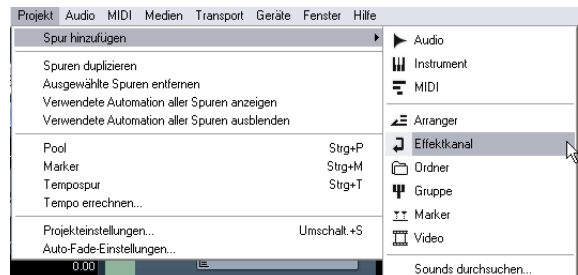 Projekt Audio MIDI Medien Transport Geräte Fenster Hilfe
Spur hinzufügen
Spuren duplizieren
Ausgewählte Spuren entfernen
Verwendete Automation aller Spuren anzeigen
Verwendete Automation aller Spuren ausblenden
Pool Strg+P
Marker Strg+M
Tempospur Strg+T
Tempo errechnen...
Projekteinstellungen... Umschalt.+S
Auto-Fade-Einstellungen...
0.00
Audio
Instrument
MIDI
Arranger
Effektkanal
Ordner
Gruppe
Marker
Video
Sounds durchsuchen...